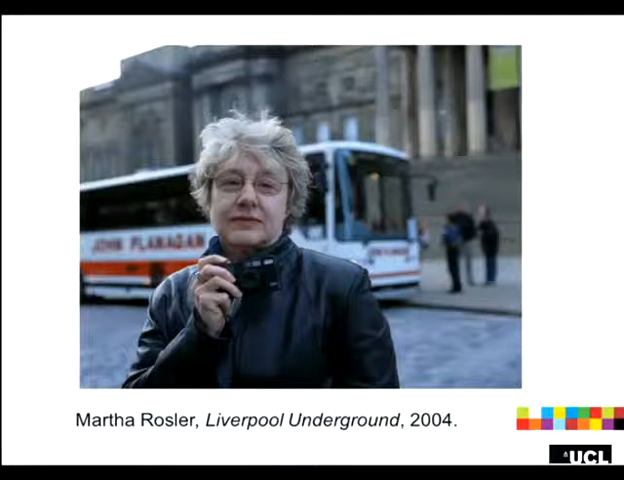 JOHN FLANAGAN
Martha Rosler, Liverpool Underground, 2004.
UCL